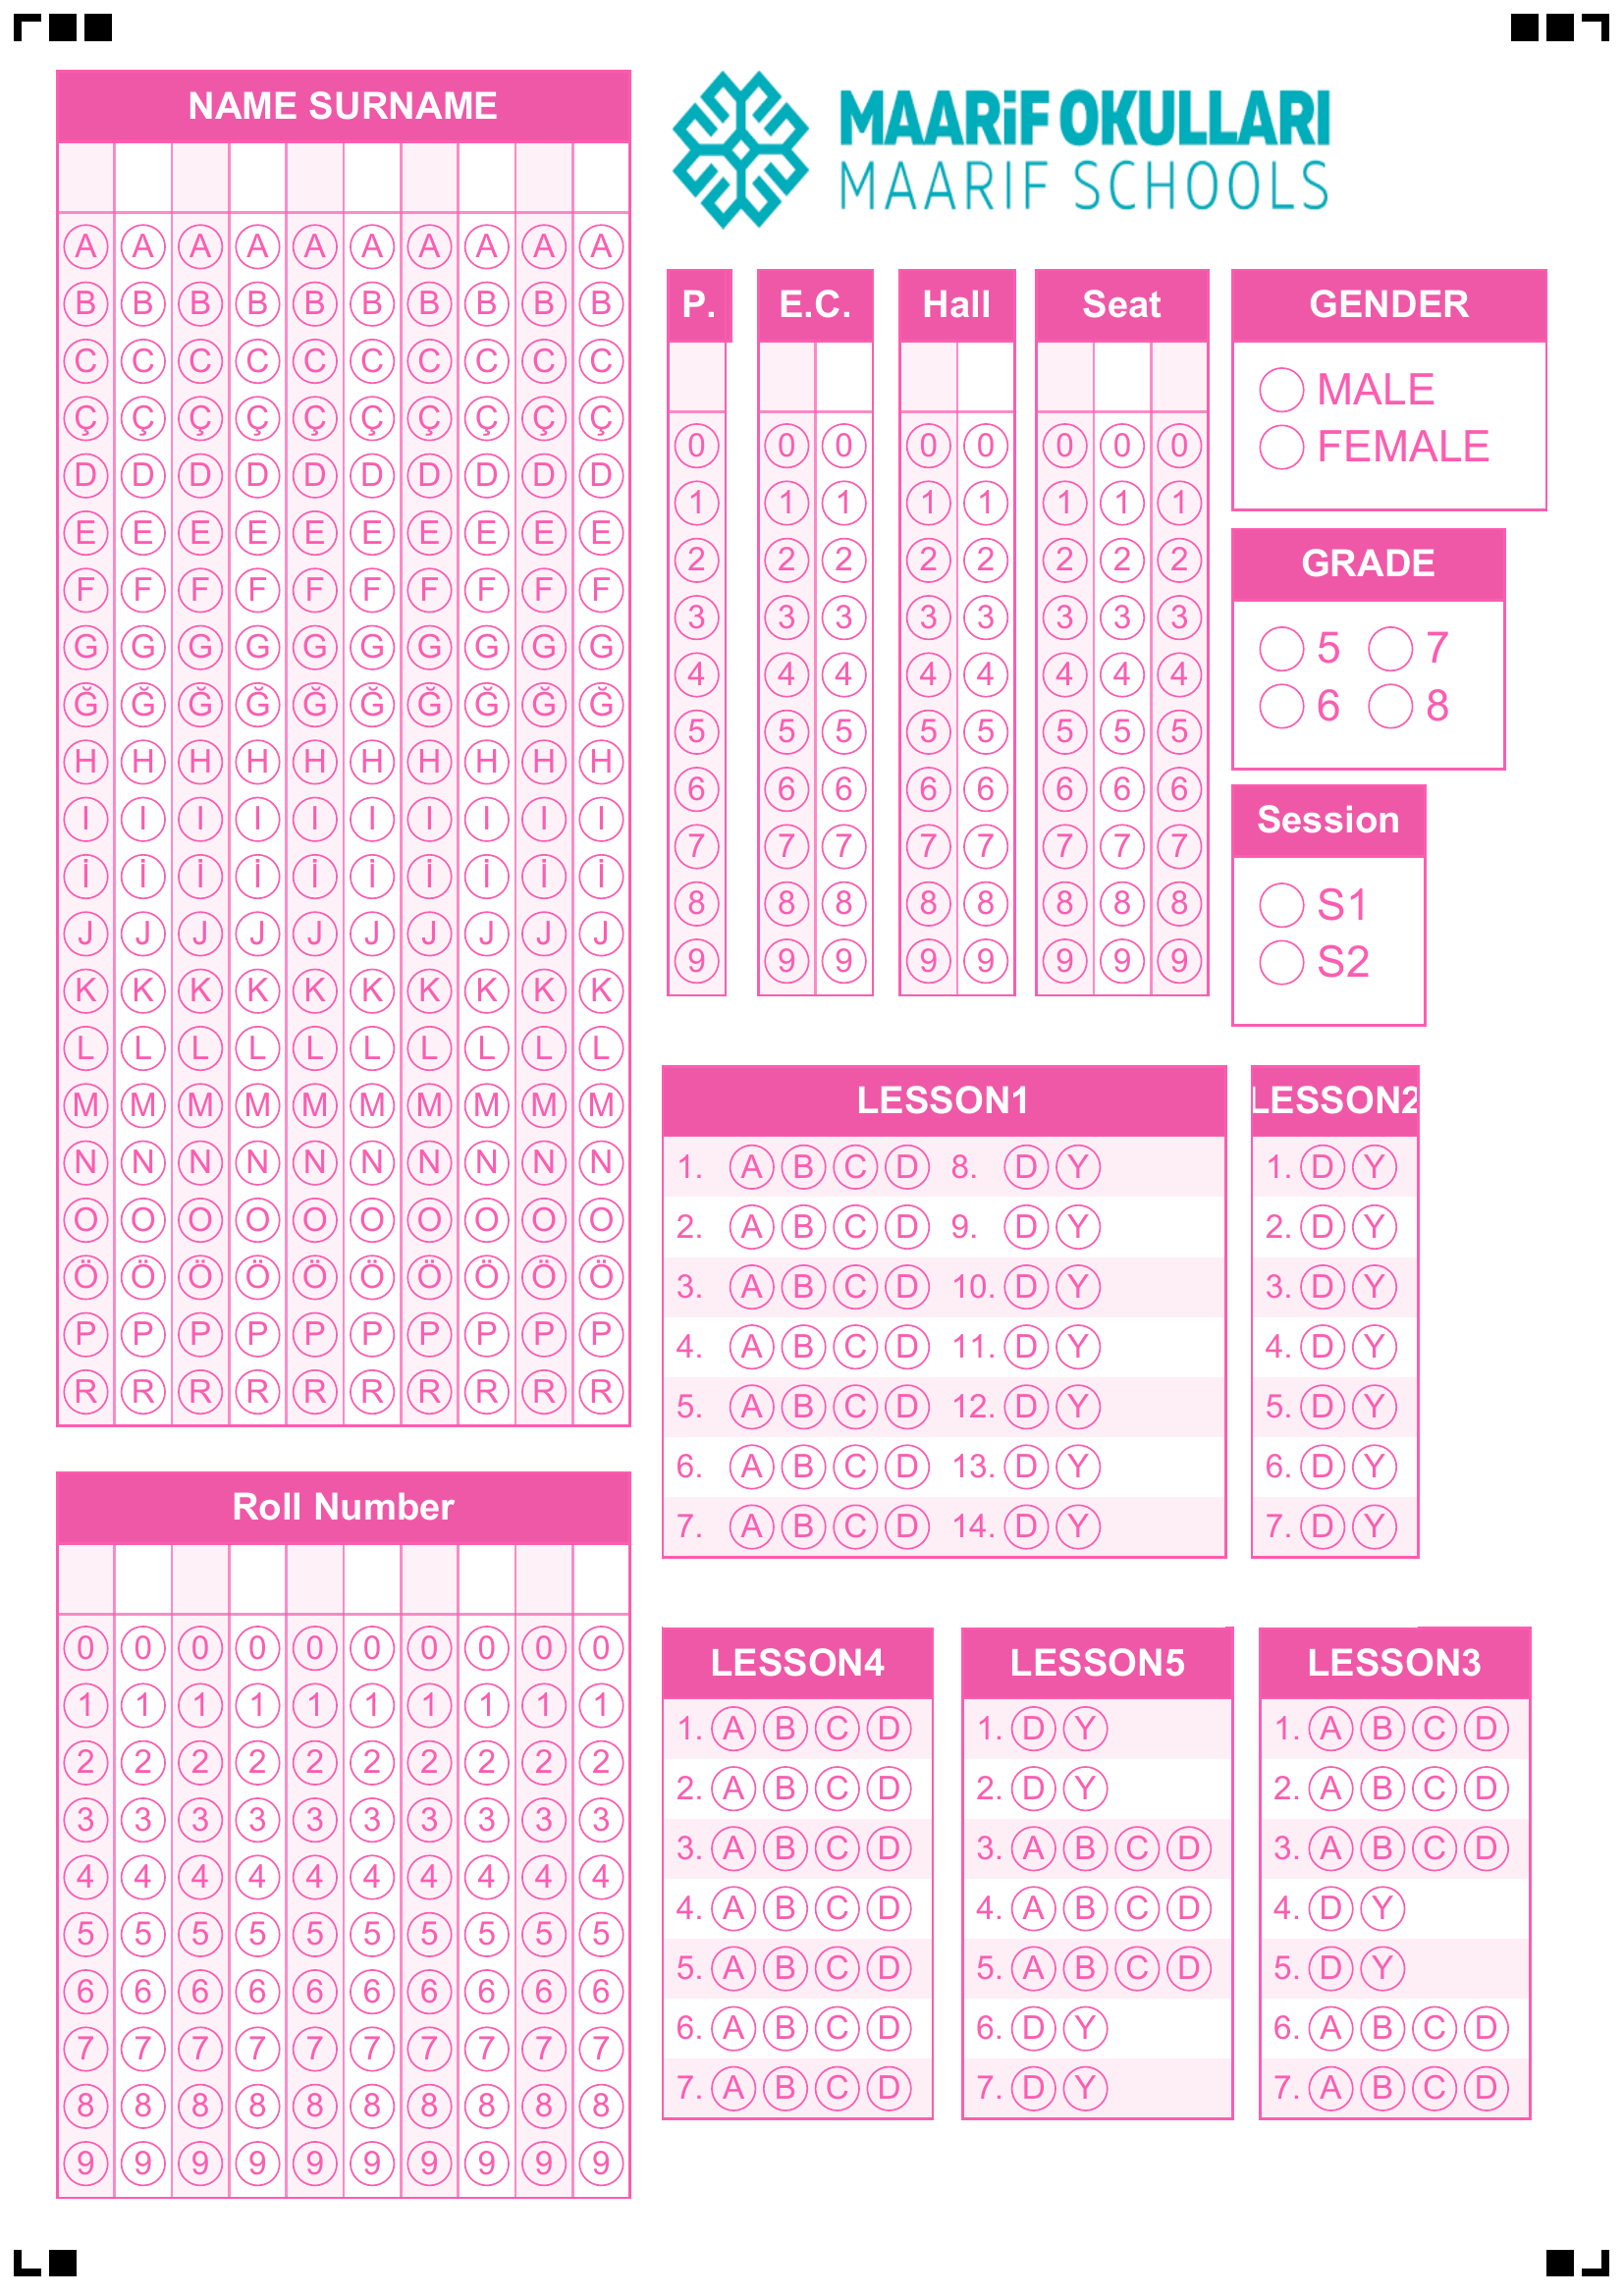 NAME SURNAME
A A A A A A A A A A
B B B B B B B B B B
C C C C C C C C C C
Ç Ç Ç Ç Ç Ç Ç Ç Ç Ç
D D D D D D D D D D
E E E E E E E E E E
F F F F F F F F F F
G G G G G G G G G G
Ğ Ğ Ğ Ğ Ğ Ğ Ğ Ğ Ğ Ğ
H H H H H H H H H H
I I I I I I I I I I
İ İ İ İ İ İ İ İ İ İ
J J J J J J J J J J
K K K K K K K K K K
L L L L L L L L L L
M M M M M M M M M M
N N N N N N N N N N
O O O O O O O O O O
Ö Ö Ö Ö Ö Ö Ö Ö Ö Ö
P P P P P P P P P P
R R R R R R R R R R
Roll Number
0 0 0 0 0 0 0 0 0 0
1 1 1 1 1 1 1 1 1 1
2 2 2 2 2 2 2 2 2 2
3 3 3 3 3 3 3 3 3 3
4 4 4 4 4 4 4 4 4 4
5 5 5 5 5 5 5 5 5 5
6 6 6 6 6 6 6 6 6 6
7 7 7 7 7 7 7 7 7 7
8 8 8 8 8 8 8 8 8 8
9 9 9 9 9 9 9 9 9 9
MAARiF OKULLARI
MAARIF SCHOOLS
P. E.C. Hall Seat
0 0 0 0 0 0 0 0
1 1 1 1 1 1 1 1
2 2 2 2 2 2 2 2
3 3 3 3 3 3 3 3
4 4 4 4 4 4 4 4
5 5 5 5 5 5 5 5
6 6 6 6 6 6 6 6
7 7 7 7 7 7 7 7
8 8 8 8 8 8 8 8
9 9 9 9 9 9 9 9
GENDER
MALE
FEMALE
GRADE
5 7
6 8
Session
S1
S2
LESSON1
1. A B C D 8. D Y
2. A B C D 9. D Y
3. A B C D 10. D Y
4. A B C D 11. D Y
5. A B C D 12. D Y
6. A B C D 13. D Y
7. A B C D 14. D Y
LESSON2
1. D Y
2. D Y
3. D Y
4. D Y
5. D Y
6. D Y
7. D Y
LESSON4
1. A B C D
2. A B C D
3. A B C D
4. A B C D
5. A B C D
6. A B C D
7. A B C D
LESSON5
1. D Y
2. D Y
3. A B C D
4. A B C D
5. A B C D
6. D Y
7. D Y
LESSON3
1. A B C D
2. A B C D
3. A B C D
4. D Y
5. D Y
6. A B C D
7. A B C D